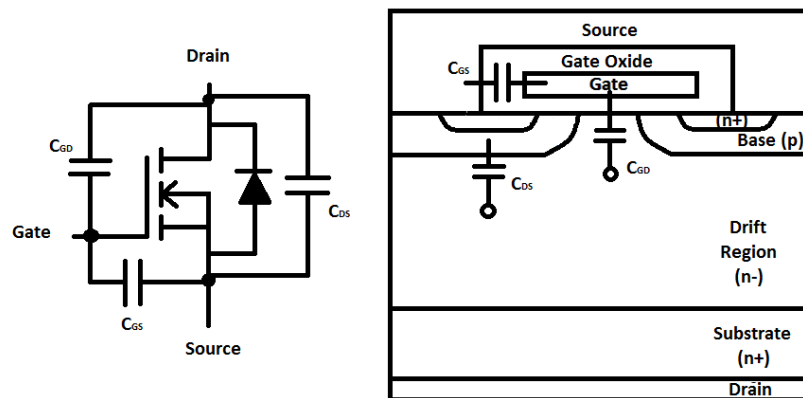 Drain
CGD
CDS
Gate
CGS
Source
Source
Gate Oxide
CGS
Gate
(n+)
Base (p)
CGD
CDS
Drift
Region
(n-)
Substrate
(n+)
Drain